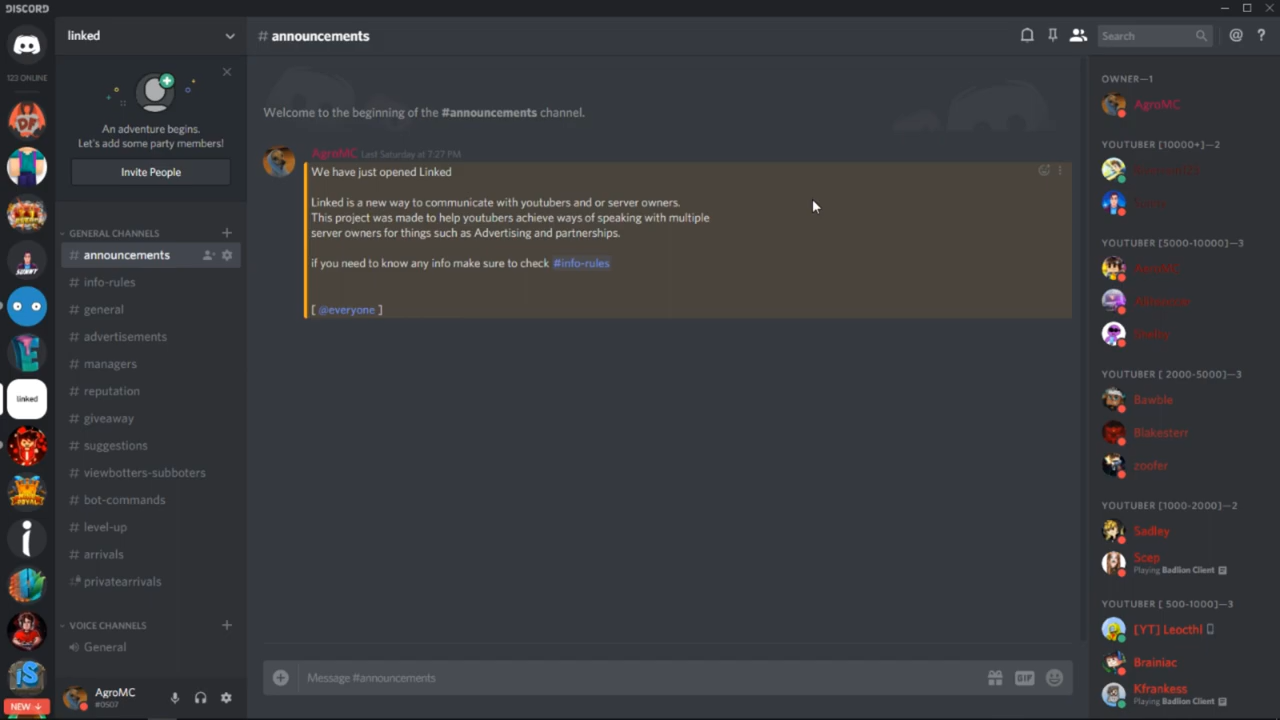 DISCORD
123 ONLINE
linked
NEW
linked
An adventure begins.
Let's add some party members!
Invite People
GENERAL CHANNELS
# announcements
# info-rules
# general
# advertisements
# managers
# reputation
# giveaway
# suggestions
# viewbotters-subboters
# bot-commands
# level-up
# arrivals
# privatearrivals
VOICE CHANNELS
General
AgroMC
#0507
# announcements
Search
Welcome to the beginning of the #announcements channel.
AgroMC Last Saturday at 7:27 PM
We have just opened Linked
Linked is a new way to communicate with youtubers and or server owners.
This project was made to help youtubers achieve ways of speaking with multiple
server owners for things such as Advertising and partnerships.
if you need to know any info make sure to check #info-rules
[ @everyone ]
Message #announcements
GIF
OWNER—1
AgroMC
YOUTUBER [10000+]—2
YOUTUBER [5000-10000]—3
YOUTUBER [ 2000-5000]—3
Bawble
Blakesterr
zoofer
YOUTUBER [1000-2000]—2
Sadley
Scep
Playing Badlion Client
YOUTUBER [ 500-1000]—3
[YT] Leocthl
Brainiac
Kfrankess
Playing Badlion Client